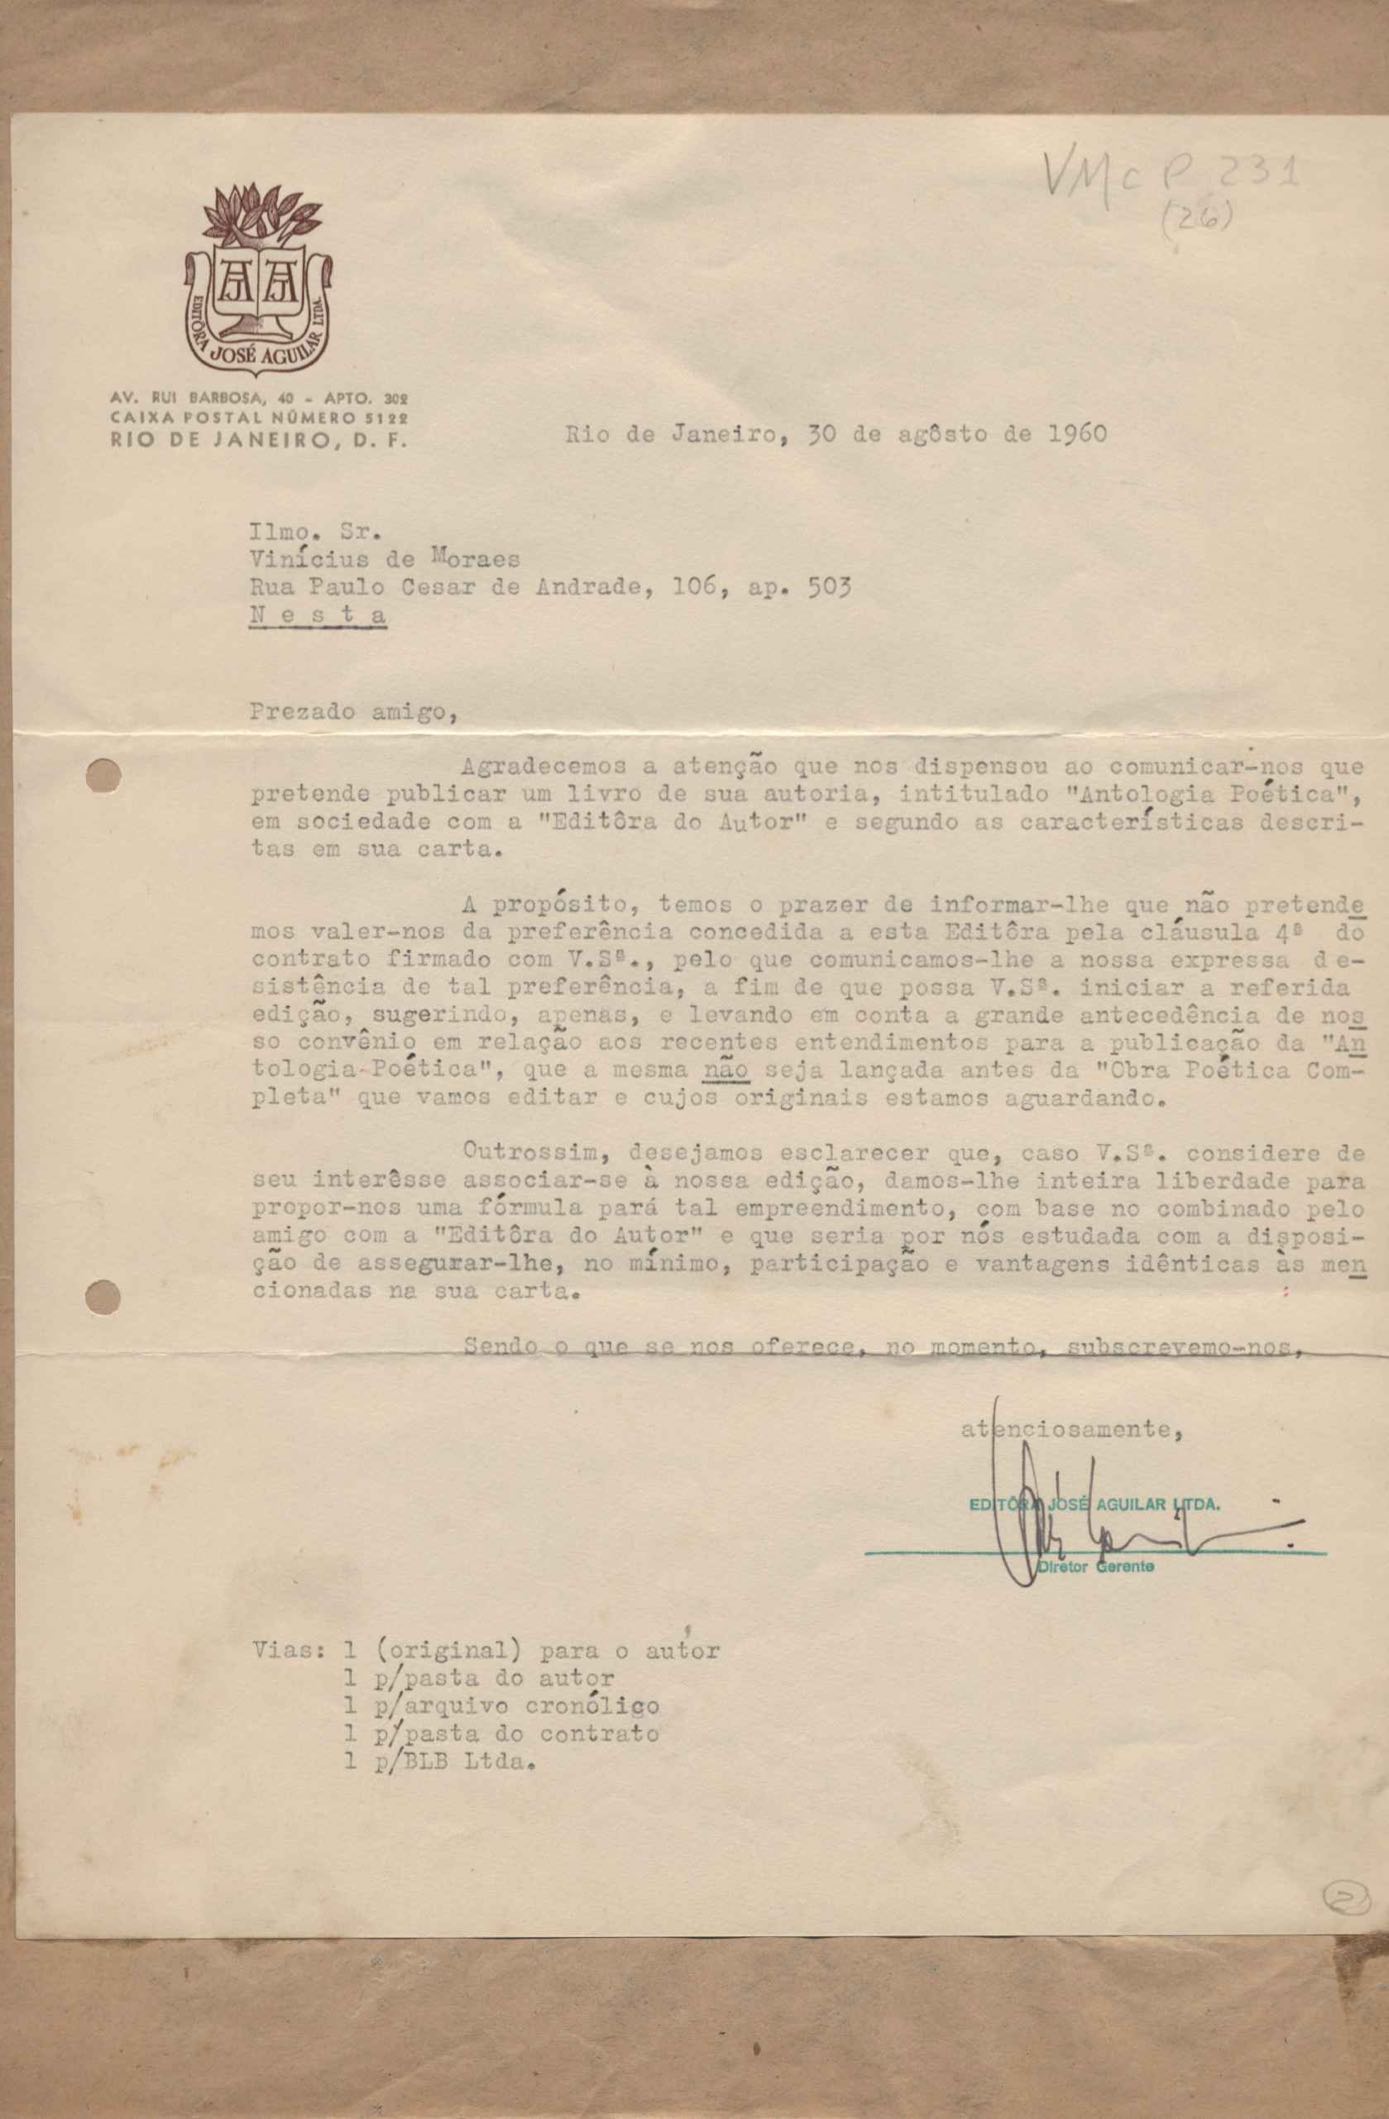 VMcP 231
(26)
EDITÔRA JOSÉ AGUILAR LTDA.
AV. RUI BARBOSA, 40 - APTO. 302
CAIXA POSTAL NÚMERO 5122
RIO DE JANEIRO, D. F.
Rio de Janeiro, 30 de agôsto de 1960
Ilmo. Sr.
Vinícius de Moraes
Rua Paulo Cesar de Andrade, 106, ap. 503
N e s t a
Prezado amigo,
Agradecemos a atenção que nos dispensou ao comunicar-nos que
pretende publicar um livro de sua autoria, intitulado "Antologia Poética",
em sociedade com a "Editôra do Autor" e segundo as características descri-
tas em sua carta.
A propósito, temos o prazer de informar-lhe que não pretende
mos valer-nos da preferência concedida a esta Editôra pela cláusula 4ª do
contrato firmado com V.Sª., pelo que comunicamos-lhe a nossa expressa de-
sistência de tal preferência, a fim de que possa V.Sª. iniciar a referida
edição, sugerindo, apenas, e levando em conta a grande antecedência de nos
so convênio em relação aos recentes entendimentos para a publicação da "An
tologia Poética", que a mesma não seja lançada antes da "Obra Poética Com-
pleta" que vamos editar e cujos originais estamos aguardando.
Outrossim, desejamos esclarecer que, caso V.Sª. considere de
seu interêsse associar-se à nossa edição, damos-lhe inteira liberdade para
propor-nos uma fórmula pará tal empreendimento, com base no combinado pelo
amigo com a "Editôra do Autor" e que seria por nós estudada com a disposi-
ção de assegurar-lhe, no mínimo, participação e vantagens idênticas às men
cionadas na sua carta.
Sendo o que se nos oferece, no momento, subscrevemo-nos,
atenciosamente,
EDITÔRA JOSÉ AGUILAR LTDA.
Diretor Gerente
Vias: 1 (original) para o autor
1 p/pasta do autor
1 p/arquivo cronóligo
1 p/pasta do contrato
1 p/BLB Ltda.
2